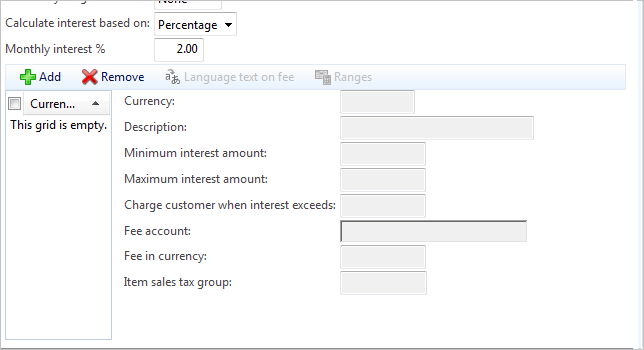 None
Calculate interest based on: Percentage
Monthly interest % 2.00
Add Remove Language text on fee Ranges
Curren...
This grid is empty.
Currency:
Description:
Minimum interest amount:
Maximum interest amount:
Charge customer when interest exceeds:
Fee account:
Fee in currency:
Item sales tax group: